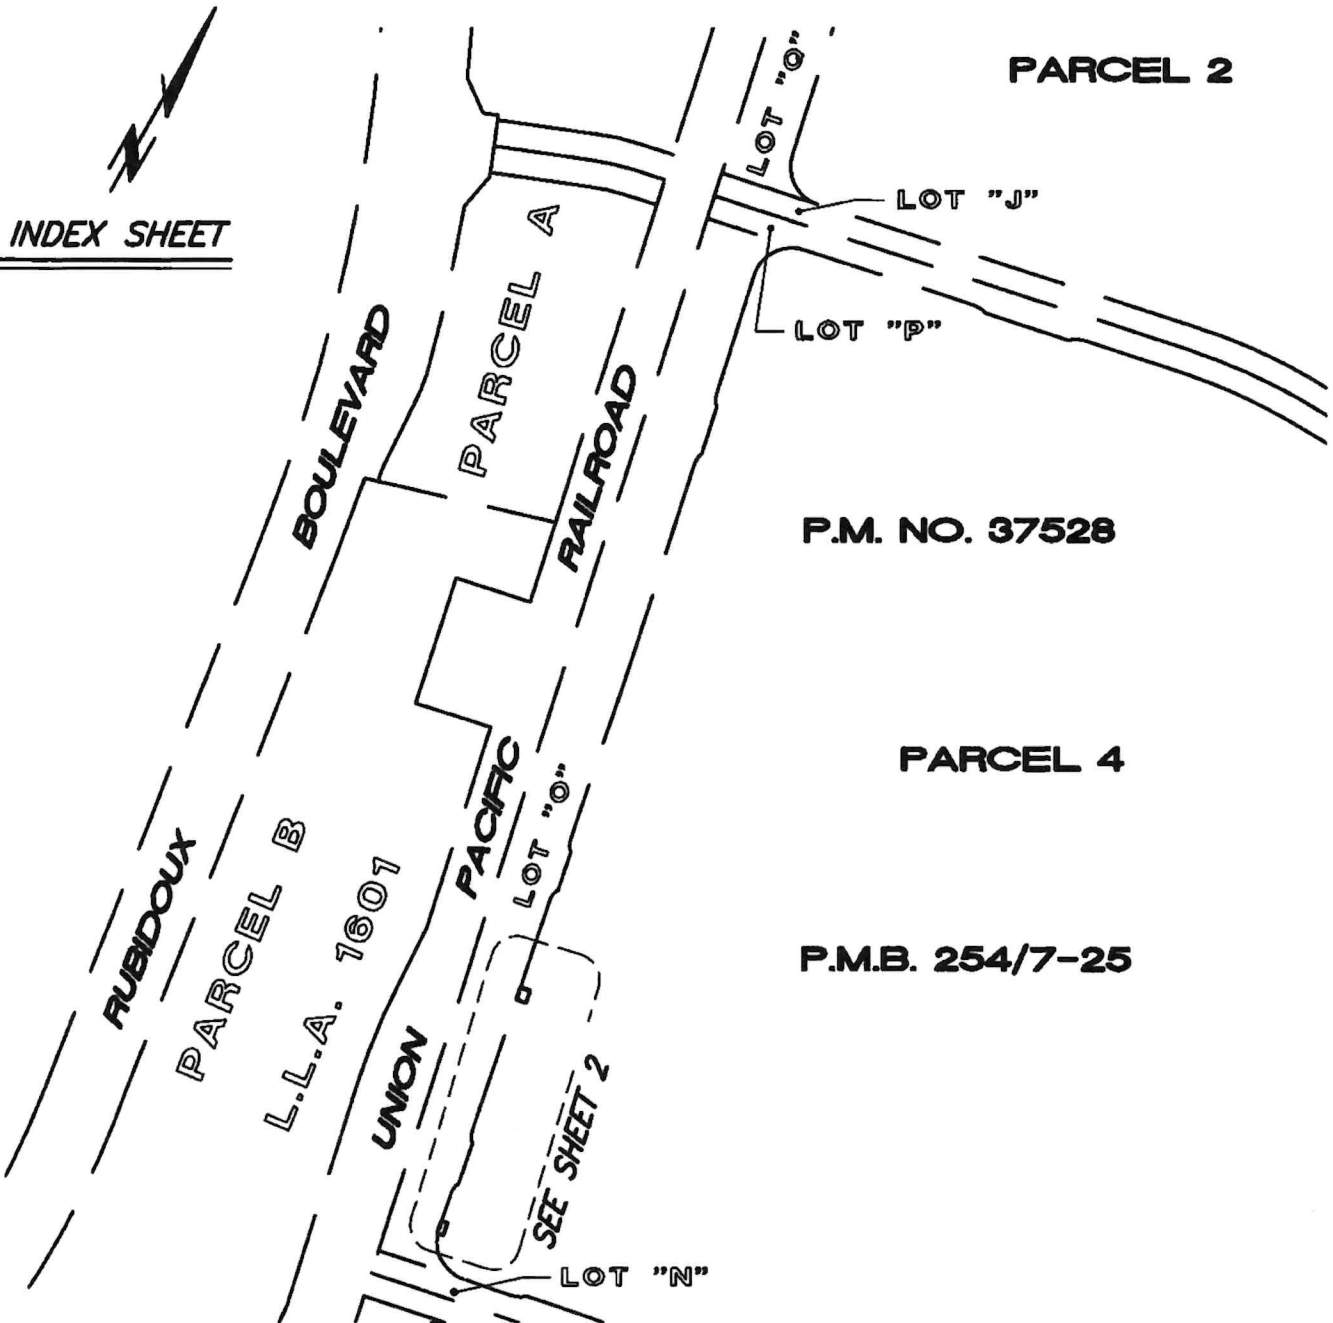 PARCEL 2
LOT "Q"
N
LOT "J"
INDEX SHEET
PARCEL A
LOT "P"
BOULEVARD
RAILROAD
P.M. NO. 37528
PARCEL 4
PACIFIC
LOT "O"
RUBIDOUX
PARCEL B
L.L.A. 1601
P.M.B. 254/7-25
UNION
SEE SHEET 2
LOT "N"